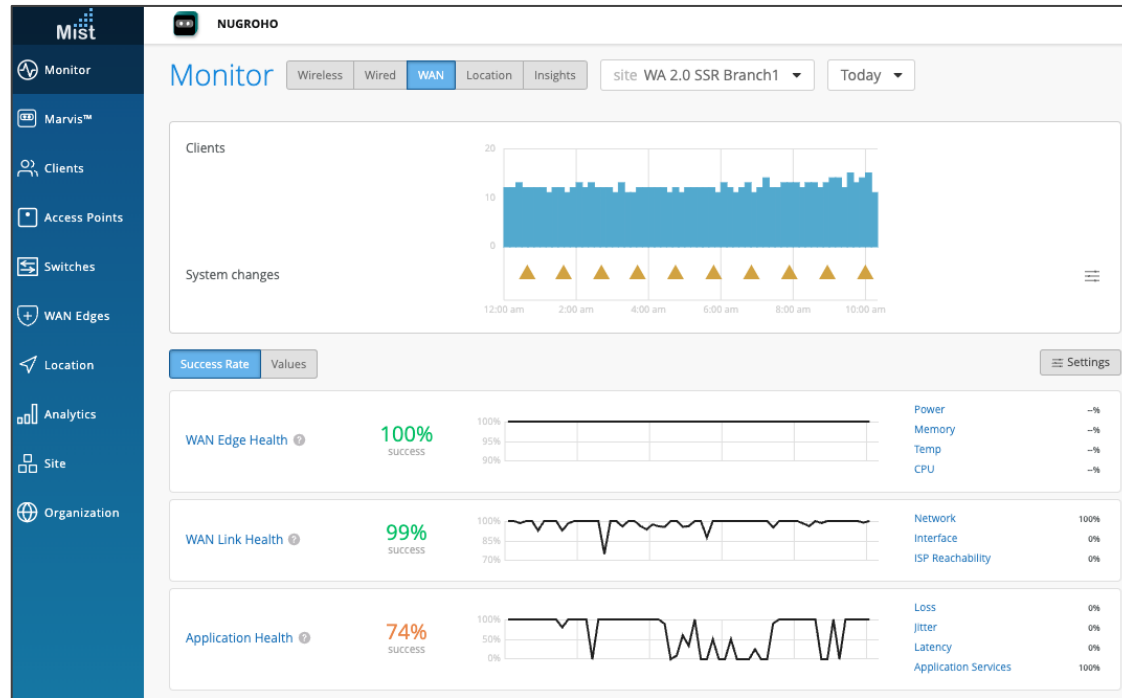 Mist
NUGROHO
Monitor
Marvis™
Clients
Access Points
Switches
WAN Edges
Location
Analytics
Site
Organization
Monitor Wireless Wired WAN Location Insights site WA 2.0 SSR Branch1 Today
Clients
20
10
0
System changes
12:00 am 2:00 am 4:00 am 6:00 am 8:00 am 10:00 am
Success Rate Values Settings
WAN Edge Health ?
100%
success
100%
95%
90%
Power --%
Memory --%
Temp --%
CPU --%
WAN Link Health ?
99%
success
100%
85%
70%
Network 100%
Interface 0%
ISP Reachability 0%
Application Health ?
74%
success
100%
50%
0%
Loss 0%
Jitter 0%
Latency 0%
Application Services 100%